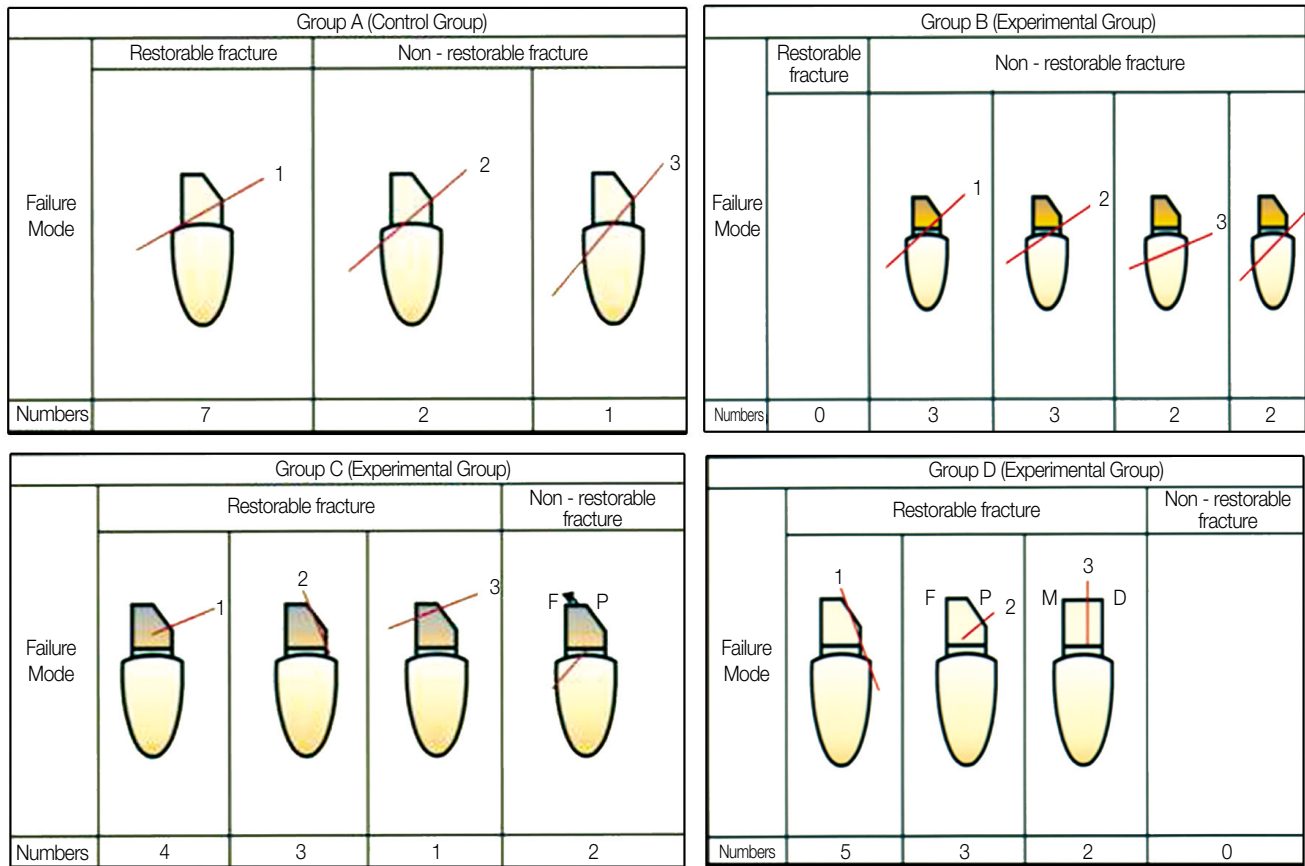 Group A (Control Group)
Restorable fracture
Non - restorable fracture
Failure
Mode
1
2
3
Numbers
7
2
1
Group B (Experimental Group)
Restorable
fracture
Non - restorable fracture
Failure
Mode
1
2
3
Numbers
0
3
3
2
2
Group C (Experimental Group)
Restorable fracture
Non - restorable
fracture
Failure
Mode
1
2
3
F
P
Numbers
4
3
1
2
Group D (Experimental Group)
Restorable fracture
Non - restorable
fracture
Failure
Mode
1
F
P
2
3
M
D
Numbers
5
3
2
0